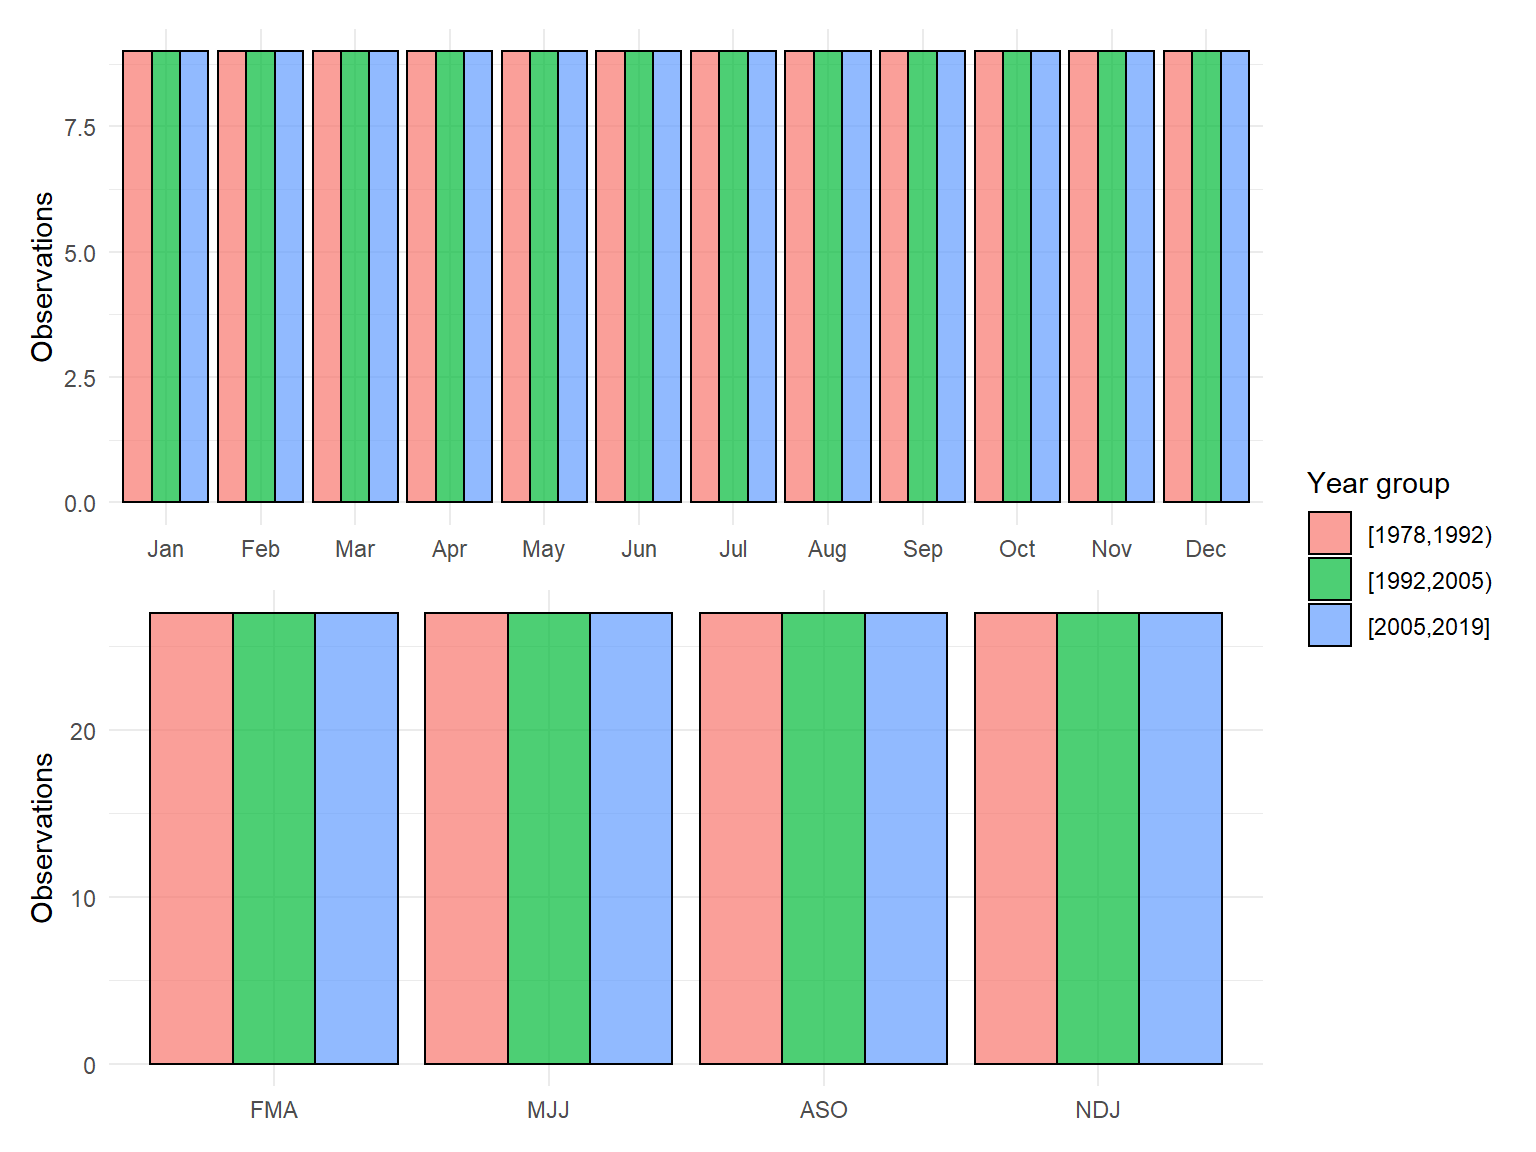 Observations
7.5
5.0
2.5
0.0
Jan Feb Mar Apr May Jun Jul Aug Sep Oct Nov Dec
Year group
[1978,1992)
[1992,2005)
[2005,2019]
Observations
20
10
0
FMA MJJ ASO NDJ